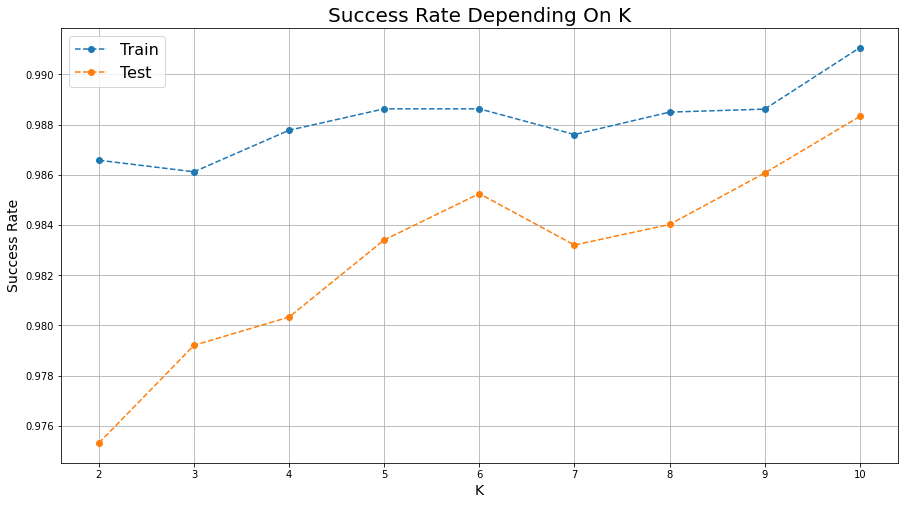 Success Rate Depending On K
Train
Test
Success Rate
0.990
0.988
0.986
0.984
0.982
0.980
0.978
0.976
2 3 4 5 6 7 8 9 10
K